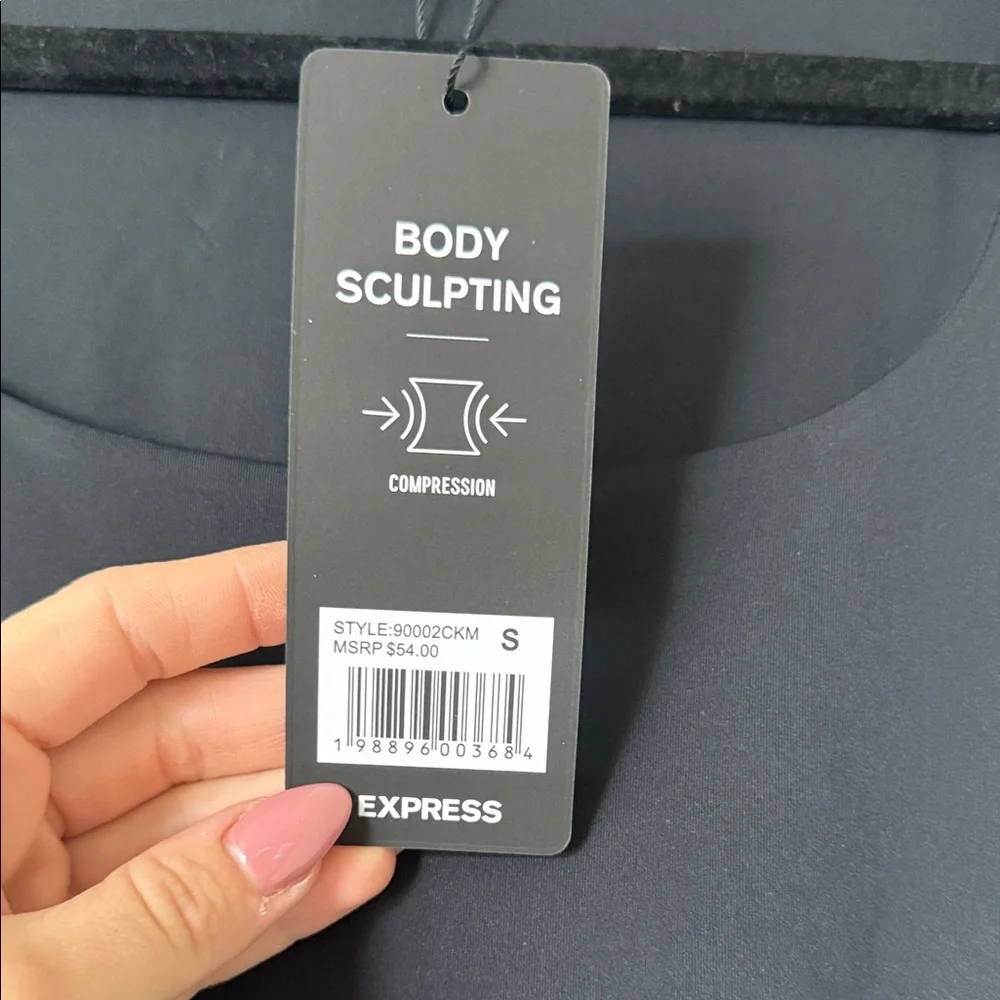 BODY
SCULPTING
COMPRESSION
STYLE:90002CKM S
MSRP $54.00
1 98896 00368 4
EXPRESS